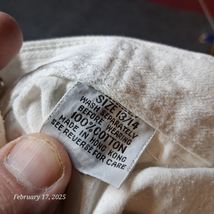 SIZE 13/14
WASH SEPARATELY
BEFORE WEARING
100% COTTON
MADE IN HONG KONG
SEE REVERSE FOR CARE
February 17, 2025